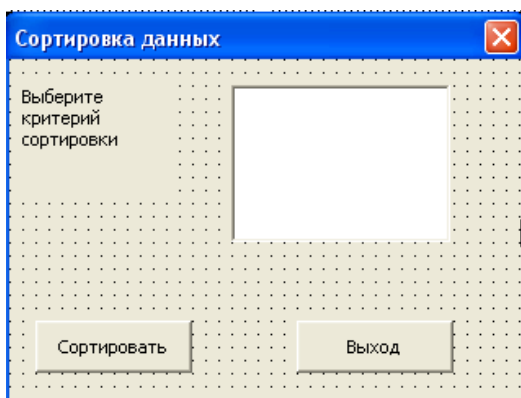 Сортировка данных
Выберите
критерий
сортировки
Сортировать
Выход